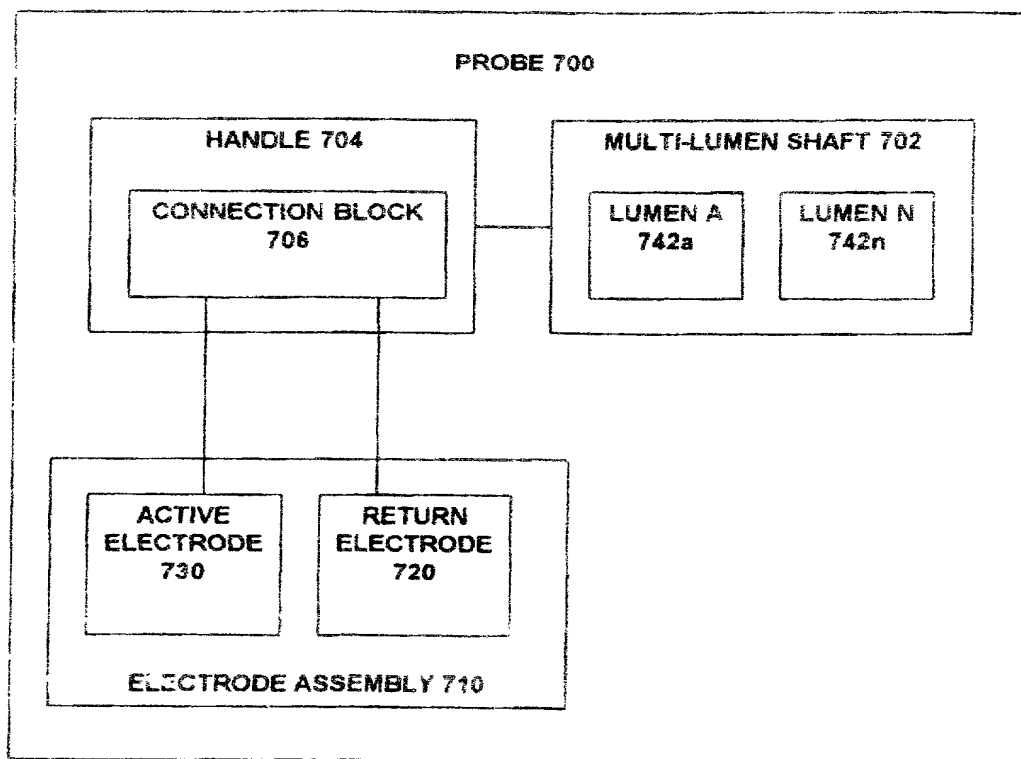 PROBE 700
HANDLE 704
MULTI-LUMEN SHAFT 702
CONNECTION BLOCK
706
LUMEN A
742a
LUMEN N
742n
ACTIVE
ELECTRODE
730
RETURN
ELECTRODE
720
ELECTRODE ASSEMBLY 710